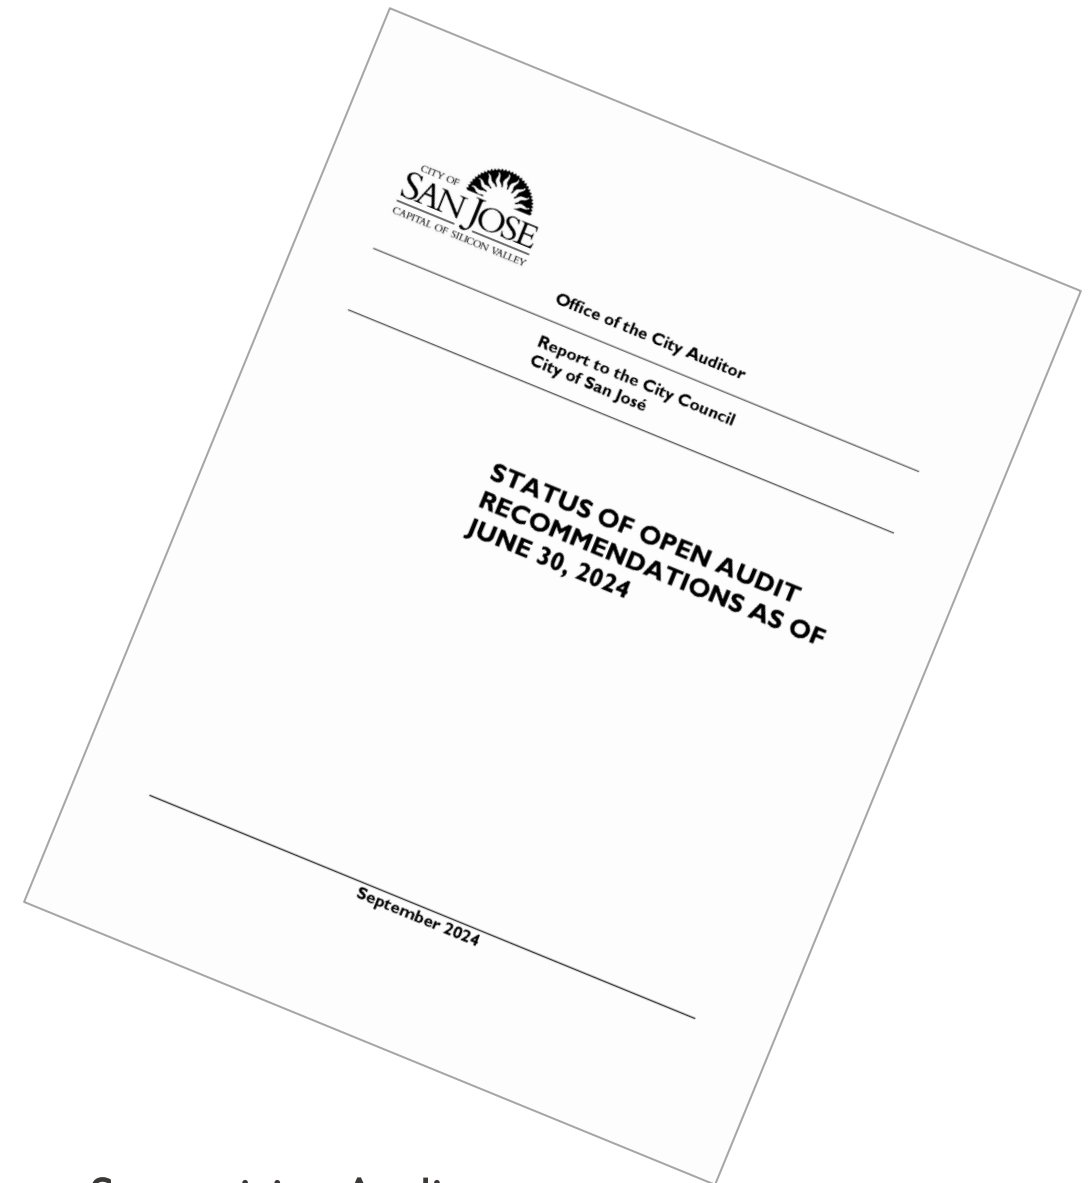 CITY OF
SAN JOSE
CAPITAL OF SILICON VALLEY
Office of the City Auditor
Report to the City Council
City of San José
STATUS OF OPEN AUDIT
RECOMMENDATIONS AS OF
JUNE 30, 2024
September 2024